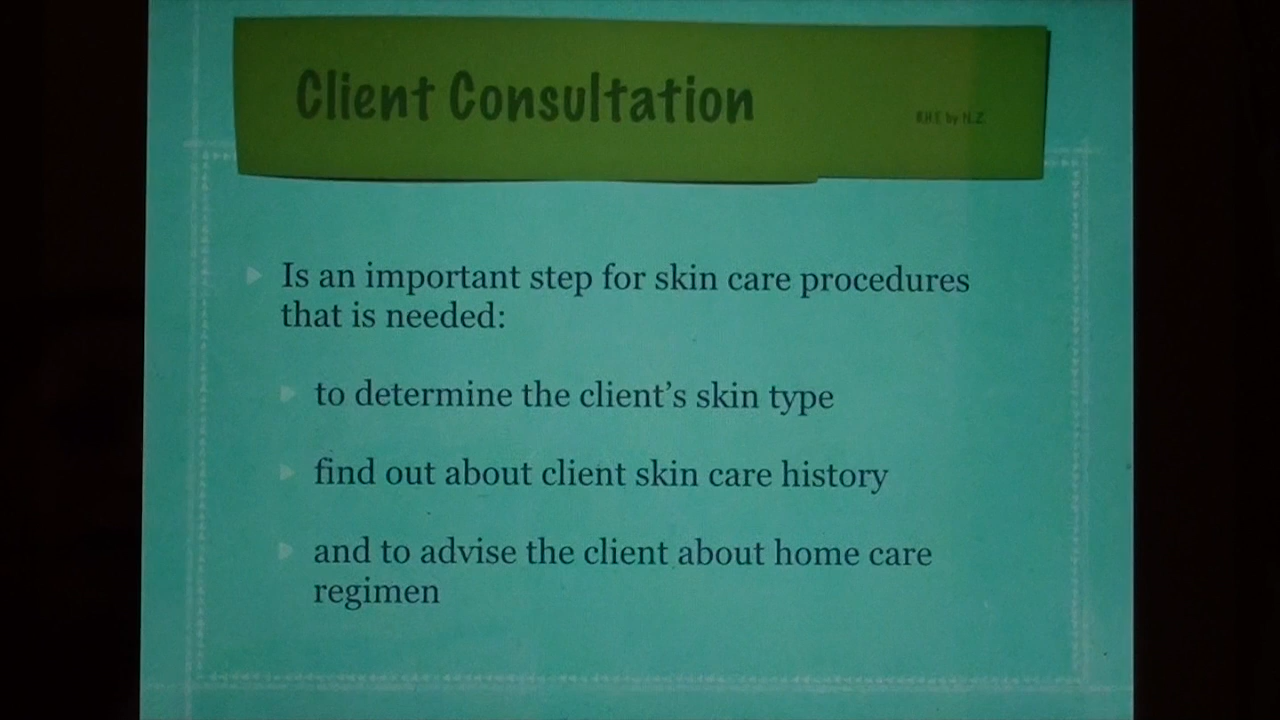 Client Consultation
by N.Z.
Is an important step for skin care procedures
that is needed:
to determine the client's skin type
find out about client skin care history
and to advise the client about home care
regimen